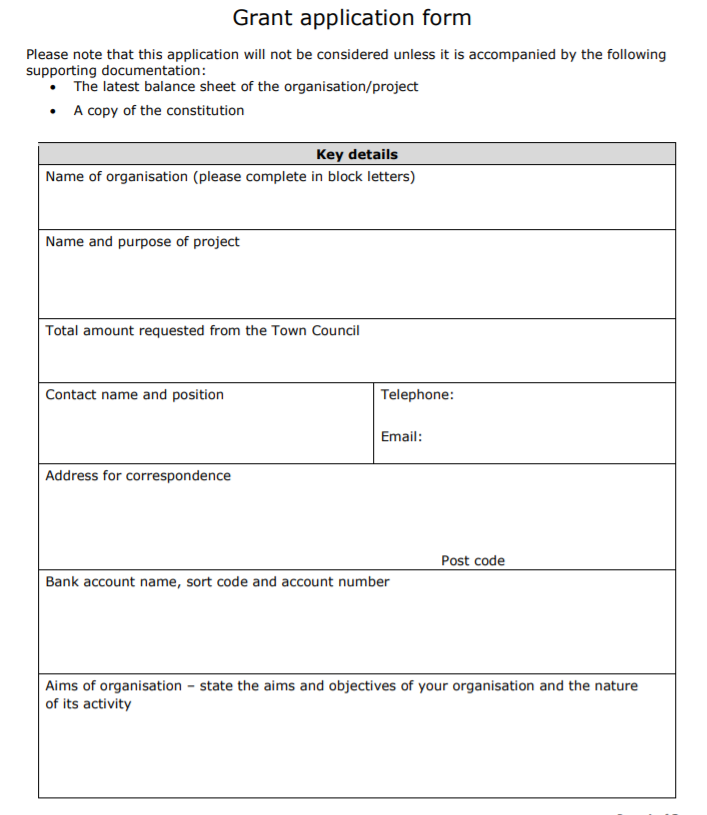 Grant application form
Please note that this application will not be considered unless it is accompanied by the following
supporting documentation:
• The latest balance sheet of the organisation/project
• A copy of the constitution
Key details
Name of organisation (please complete in block letters)
Name and purpose of project
Total amount requested from the Town Council
Contact name and position
Telephone:
Email:
Address for correspondence
Post code
Bank account name, sort code and account number
Aims of organisation – state the aims and objectives of your organisation and the nature
of its activity